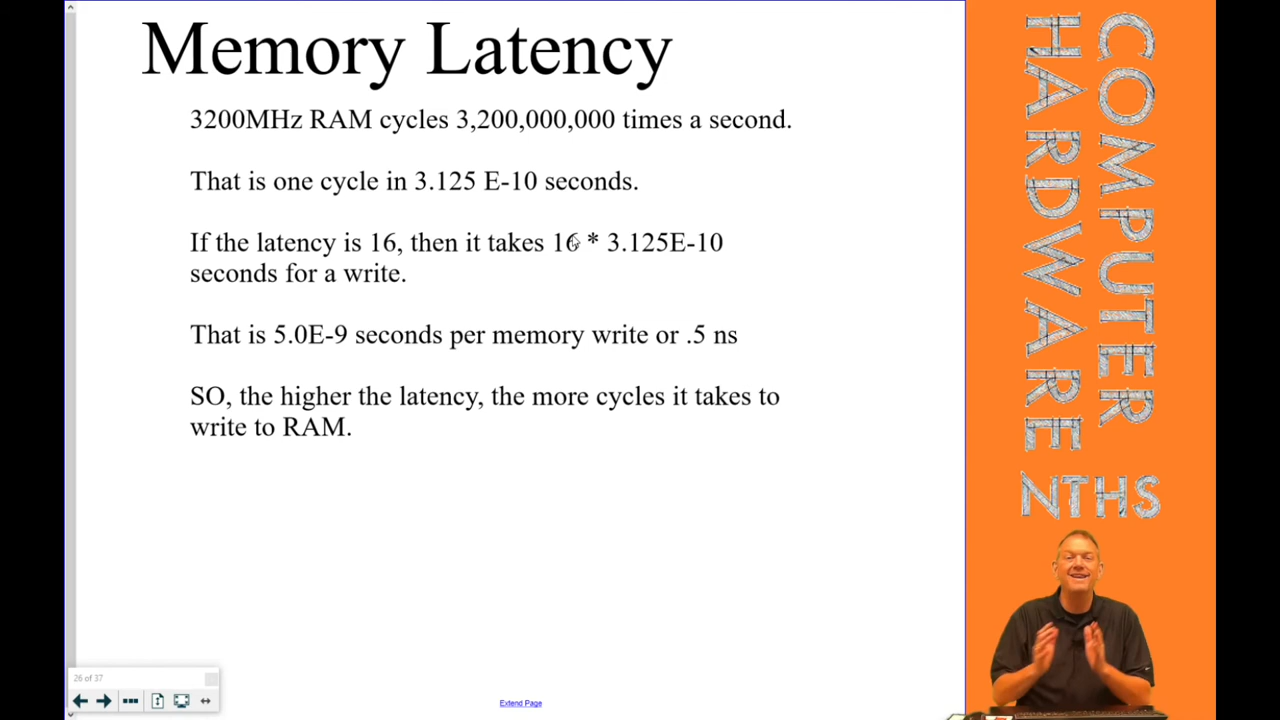 Memory Latency
3200MHz RAM cycles 3,200,000,000 times a second.
That is one cycle in 3.125 E-10 seconds.
If the latency is 16, then it takes 16 * 3.125E-10
seconds for a write.
That is 5.0E-9 seconds per memory write or .5 ns
SO, the higher the latency, the more cycles it takes to
write to RAM.
26 of 37
Extend Page
COMPUTER
HARDWARE
NTHS